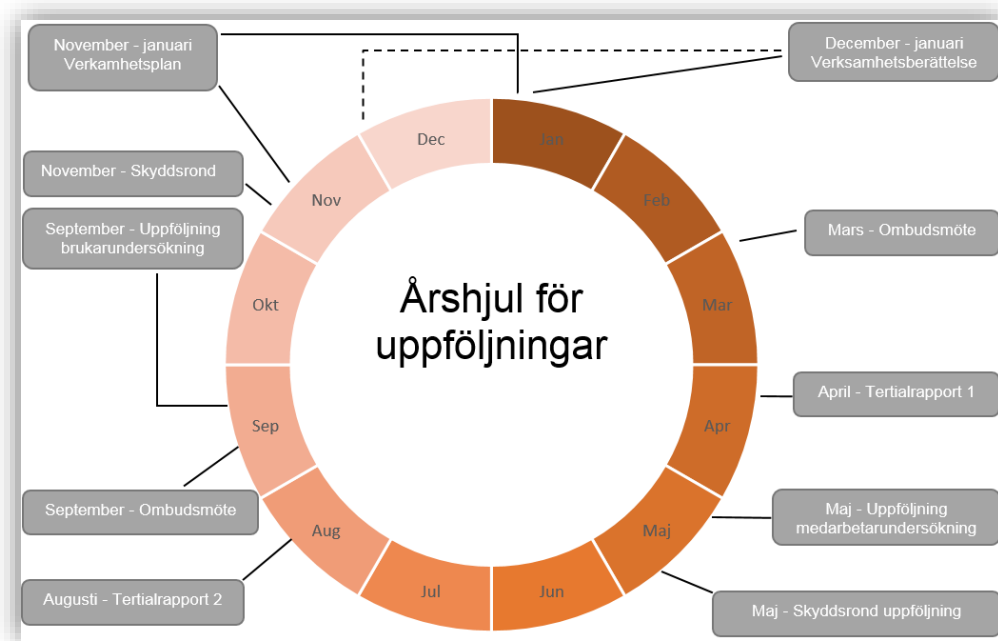 November - januari
Verkamhetsplan
December - januari
Verksamhetsberättelse
November - Skyddsrond
September - Uppföljning
brukarundersökning
Mars - Ombudsmöte
April - Tertialrapport 1
September - Ombudsmöte
Maj - Uppföljning
medarbetarundersökning
Augusti - Tertialrapport 2
Maj - Skyddsrond uppföljning
Årshjul för
uppföljningar
Jan
Feb
Mar
Apr
Maj
Jun
Jul
Aug
Sep
Okt
Nov
Dec